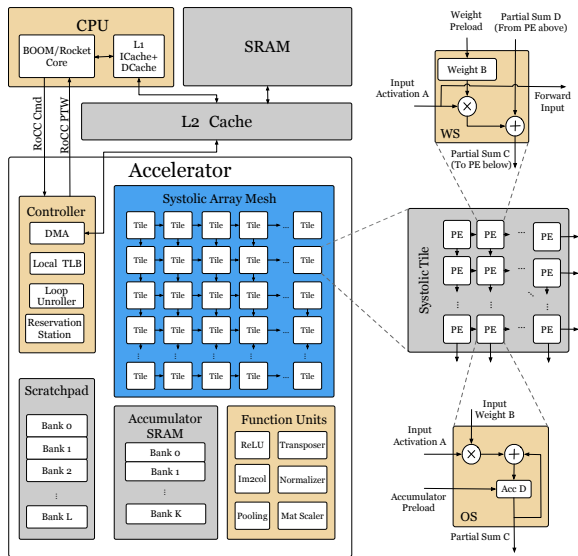 CPU
BOOM/Rocket
Core
L1
ICache+
DCache
SRAM
L2 Cache
RoCC Cmd
RoCC PTW
Accelerator
Controller
DMA
Local TLB
Loop
Unroller
Reservation
Station
Systolic Array Mesh
Tile Tile Tile Tile ... Tile
Tile Tile Tile Tile ... Tile
Tile Tile Tile Tile ... Tile
Tile Tile Tile Tile ... Tile
... ... ... ... ...
Tile Tile Tile Tile ... Tile
Scratchpad
Bank 0
Bank 1
Bank 2
...
Bank L
Accumulator
SRAM
Bank 0
Bank 1
...
Bank K
Function Units
ReLU
Transposer
Im2col
Normalizer
Pooling
Mat Scaler
Weight
Preload
Partial Sum D
(From PE above)
Weight B
Input
Activation A
×
+
Forward
Input
WS
Partial Sum C
(To PE below)
Systolic Tile
PE PE ... PE
PE PE ... PE
... ... ... ...
PE PE ... PE
Input
Weight B
Input
Activation A
×
+
Acc D
Accumulator
Preload
OS
Partial Sum C